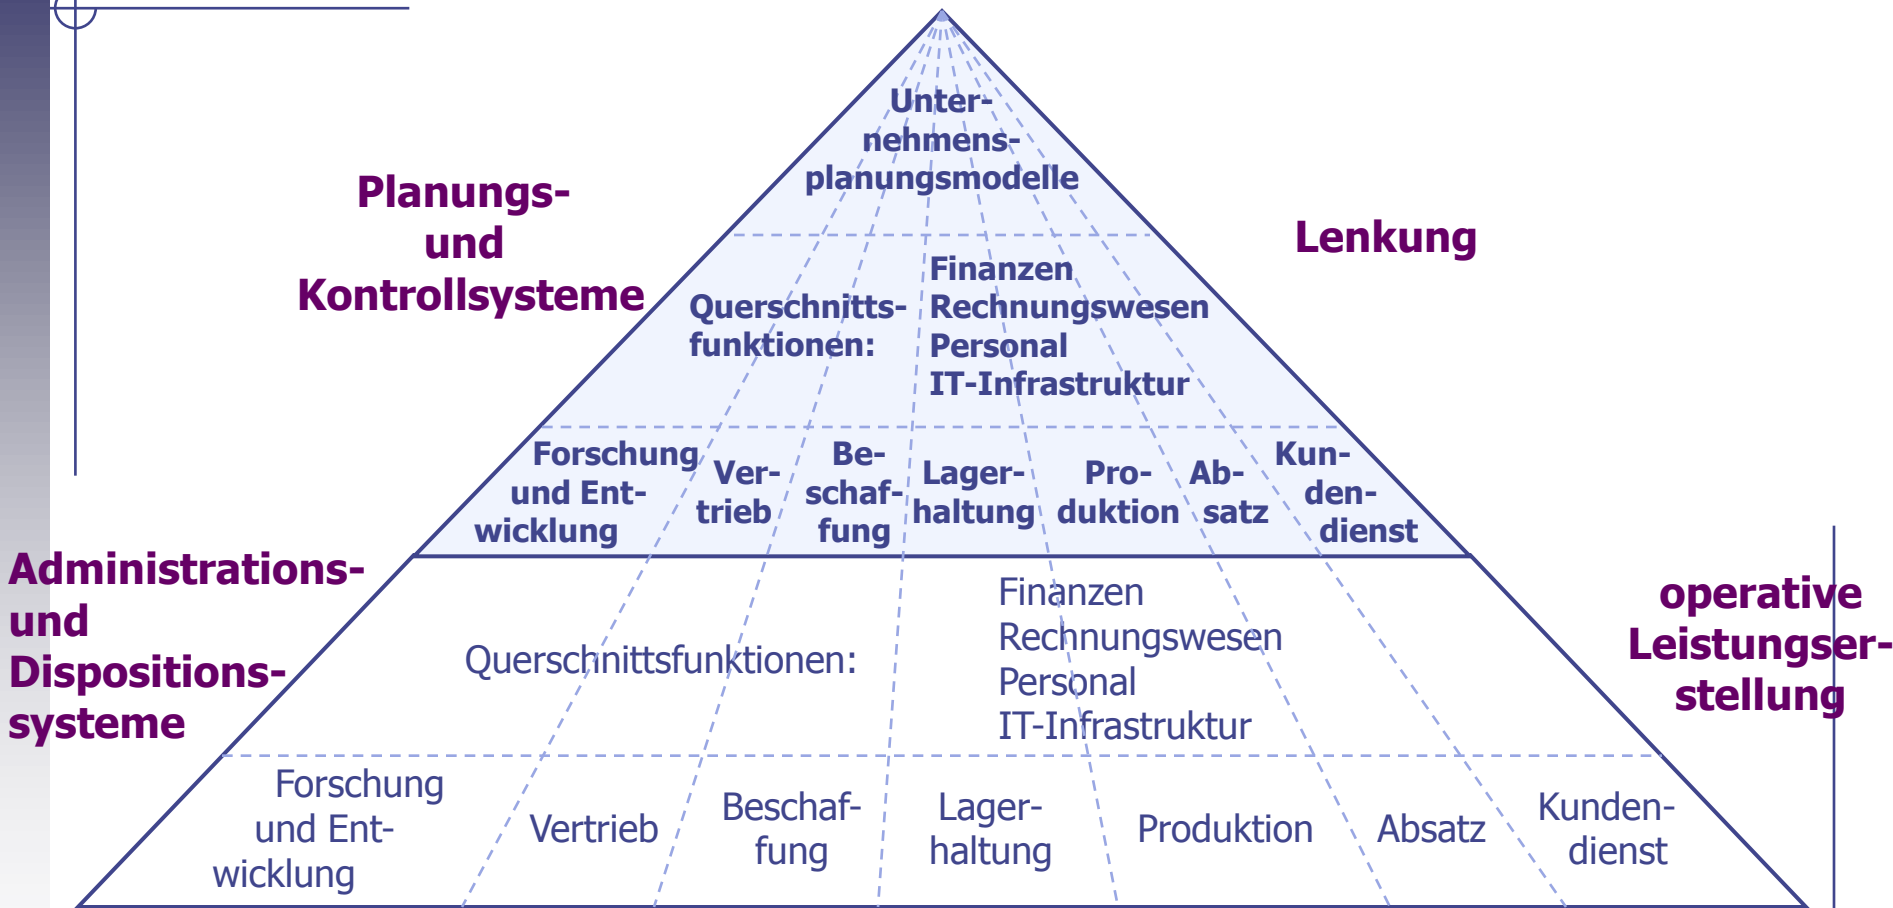 Unter-
nehmens-
planungsmodelle
Planungs-
und
Kontrollsysteme
Lenkung
Querschnitts-
funktionen:
Finanzen
Rechnungswesen
Personal
IT-Infrastruktur
Forschung
und Ent-
wicklung
Ver-
trieb
Be-
schaf-
fung
Lager-
haltung
Pro-
duktion
Ab-
satz
Kun-
den-
dienst
Administrations-
und
Dispositions-
systeme
operative
Leistungser-
stellung
Querschnittsfunktionen:
Finanzen
Rechnungswesen
Personal
IT-Infrastruktur
Forschung
und Ent-
wicklung
Vertrieb
Beschaf-
fung
Lager-
haltung
Produktion
Absatz
Kunden-
dienst